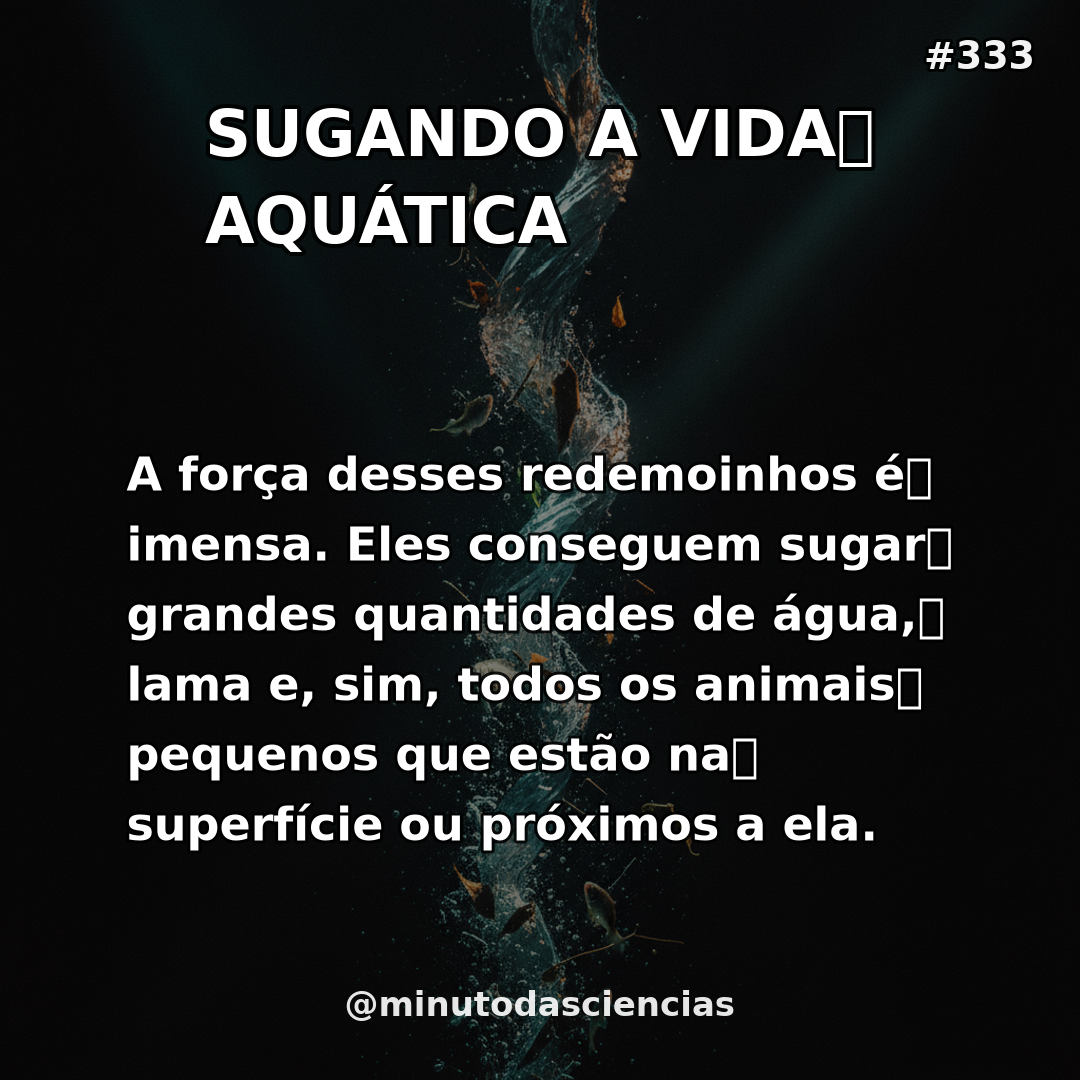 #333
SUGANDO A VIDA
AQUÁTICA
A força desses redemoinhos é
imensa. Eles conseguem sugar
grandes quantidades de água,
lama e, sim, todos os animais
pequenos que estão na
superfície ou próximos a ela.
@minutodasciencias